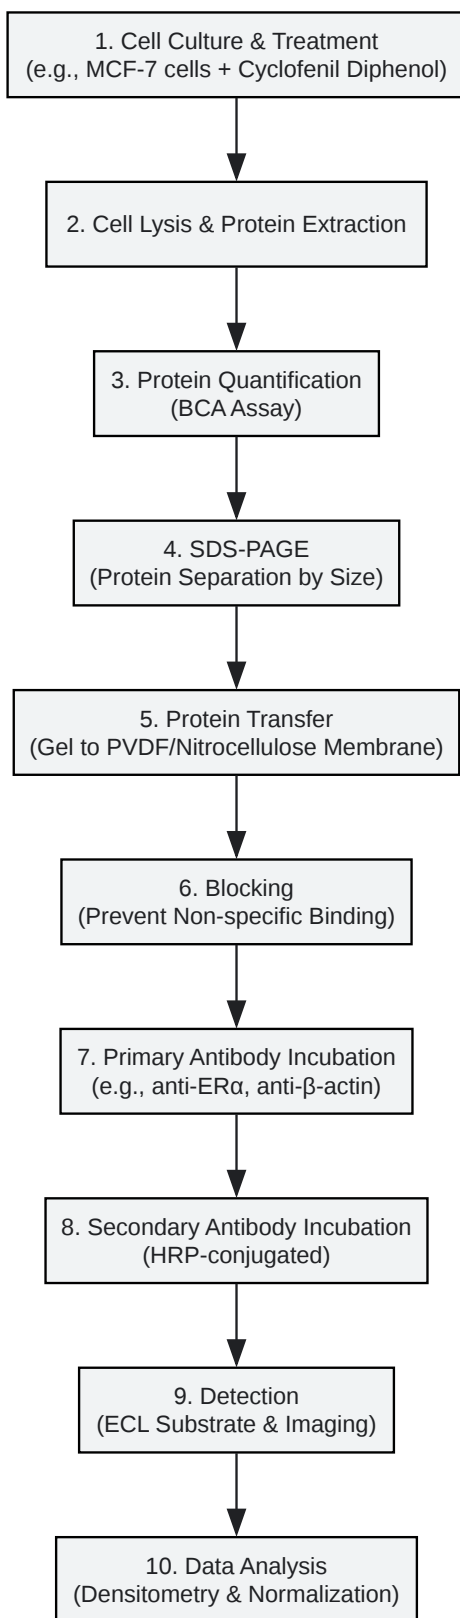 1. Cell Culture & Treatment
(e.g., MCF-7 cells + Cyclofenil Diphenol)
2. Cell Lysis & Protein Extraction
3. Protein Quantification
(BCA Assay)
4. SDS-PAGE
(Protein Separation by Size)
5. Protein Transfer
(Gel to PVDF/Nitrocellulose Membrane)
6. Blocking
(Prevent Non-specific Binding)
7. Primary Antibody Incubation
(e.g., anti-ERα, anti-β-actin)
8. Secondary Antibody Incubation
(HRP-conjugated)
9. Detection
(ECL Substrate & Imaging)
10. Data Analysis
(Densitometry & Normalization)